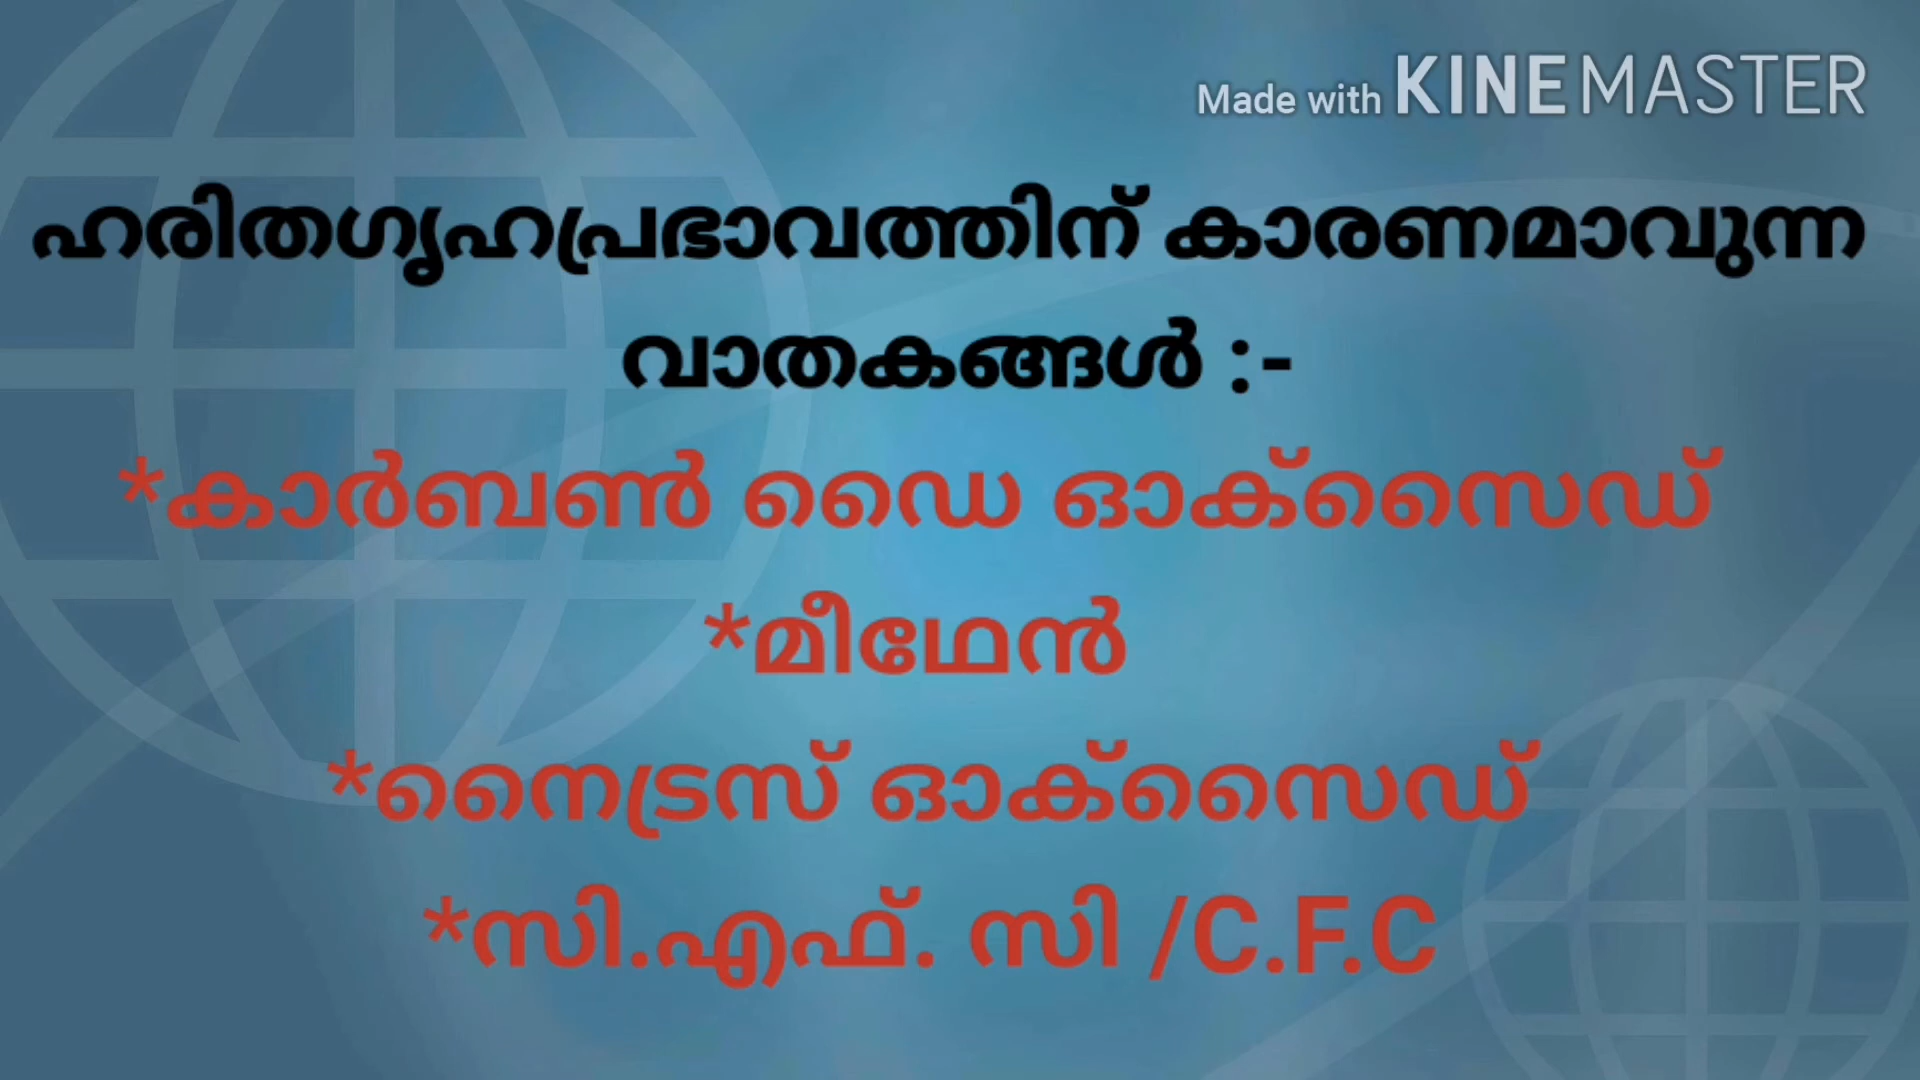 Made with KINEMASTER
ഹരിതഗൃഹപ്രഭാവത്തിന് കാരണമാവുന്ന
വാതകങ്ങൾ :-
*കാർബൺ ഡൈ ഓക്സൈഡ്
*മീഥേൻ
*നൈട്രസ് ഓക്സൈഡ്
*സി.എഫ്. സി /C.F.C